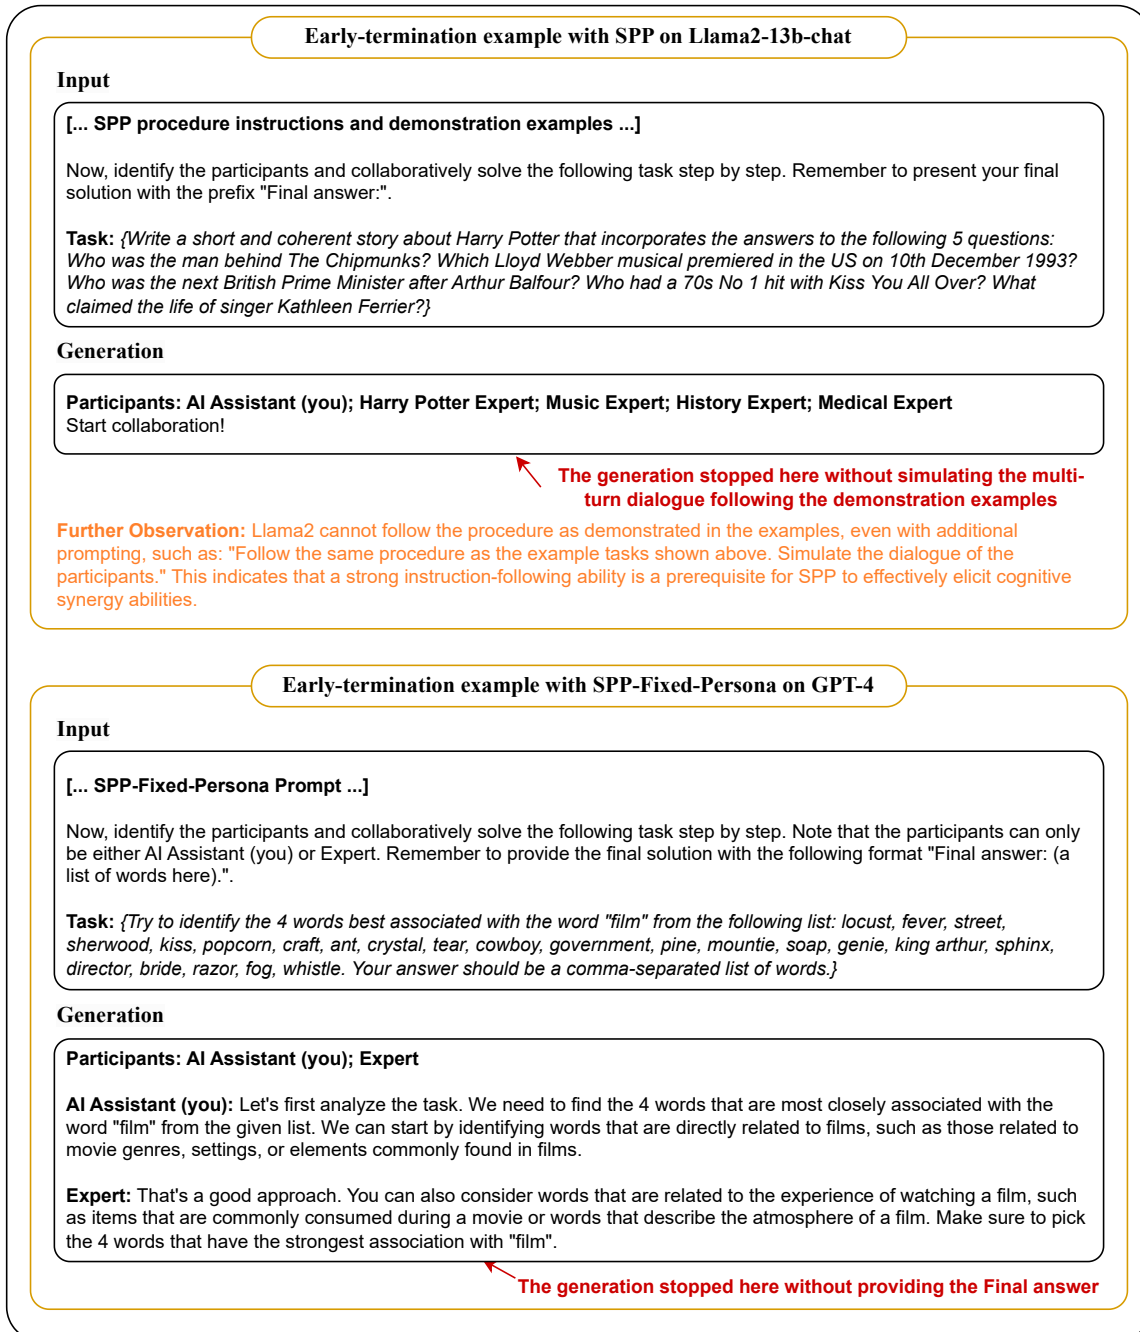 Early-termination example with SPP on Llama2-13b-chat
Input
[... SPP procedure instructions and demonstration examples ...]
Now, identify the participants and collaboratively solve the following task step by step. Remember to present your final
solution with the prefix "Final answer:".
Task: {Write a short and coherent story about Harry Potter that incorporates the answers to the following 5 questions:
Who was the man behind The Chipmunks? Which Lloyd Webber musical premiered in the US on 10th December 1993?
Who was the next British Prime Minister after Arthur Balfour? Who had a 70s No 1 hit with Kiss You All Over? What
claimed the life of singer Kathleen Ferrier?}
Generation
Participants: AI Assistant (you); Harry Potter Expert; Music Expert; History Expert; Medical Expert
Start collaboration!
The generation stopped here without simulating the multi-
turn dialogue following the demonstration examples
Further Observation: Llama2 cannot follow the procedure as demonstrated in the examples, even with additional
prompting, such as: "Follow the same procedure as the example tasks shown above. Simulate the dialogue of the
participants." This indicates that a strong instruction-following ability is a prerequisite for SPP to effectively elicit cognitive
synergy abilities.
Early-termination example with SPP-Fixed-Persona on GPT-4
Input
[... SPP-Fixed-Persona Prompt ...]
Now, identify the participants and collaboratively solve the following task step by step. Note that the participants can only
be either AI Assistant (you) or Expert. Remember to provide the final solution with the following format "Final answer: (a
list of words here).".
Task: {Try to identify the 4 words best associated with the word "film" from the following list: locust, fever, street,
sherwood, kiss, popcorn, craft, ant, crystal, tear, cowboy, government, pine, mountie, soap, genie, king arthur, sphinx,
director, bride, razor, fog, whistle. Your answer should be a comma-separated list of words.}
Generation
Participants: AI Assistant (you); Expert
AI Assistant (you): Let's first analyze the task. We need to find the 4 words that are most closely associated with the
word "film" from the given list. We can start by identifying words that are directly related to films, such as those related to
movie genres, settings, or elements commonly found in films.
Expert: That's a good approach. You can also consider words that are related to the experience of watching a film, such
as items that are commonly consumed during a movie or words that describe the atmosphere of a film. Make sure to pick
the 4 words that have the strongest association with "film".
The generation stopped here without providing the Final answer